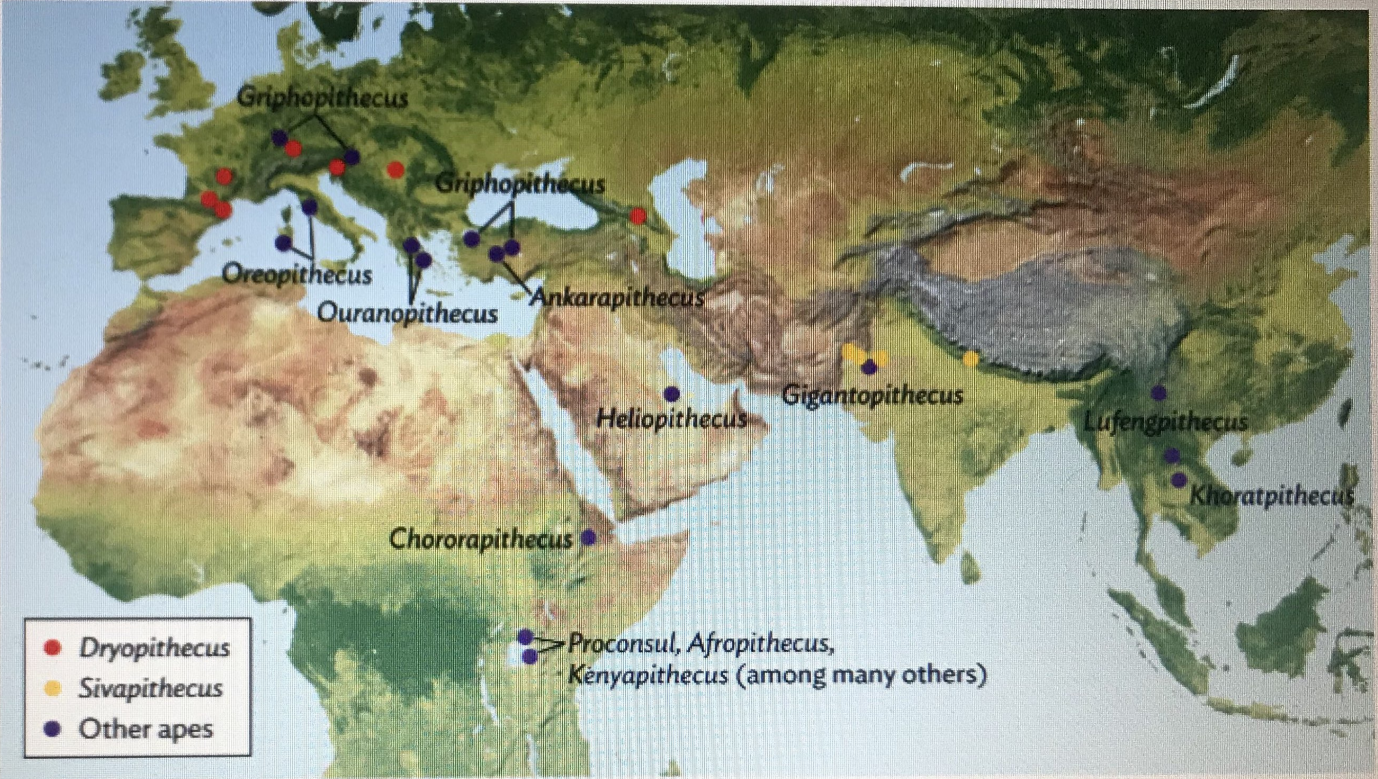 Griphopithecus
Griphopithecus
Oreopithecus
Ankarapithecus
Ouranopithecus
Gigantopithecus
Heliopithecus
Lufengpithecus
Khoratpithecus
Chororapithecus
Proconsul, Afropithecus,
Kenyapithecus (among many others)
Dryopithecus
Sivapithecus
Other apes